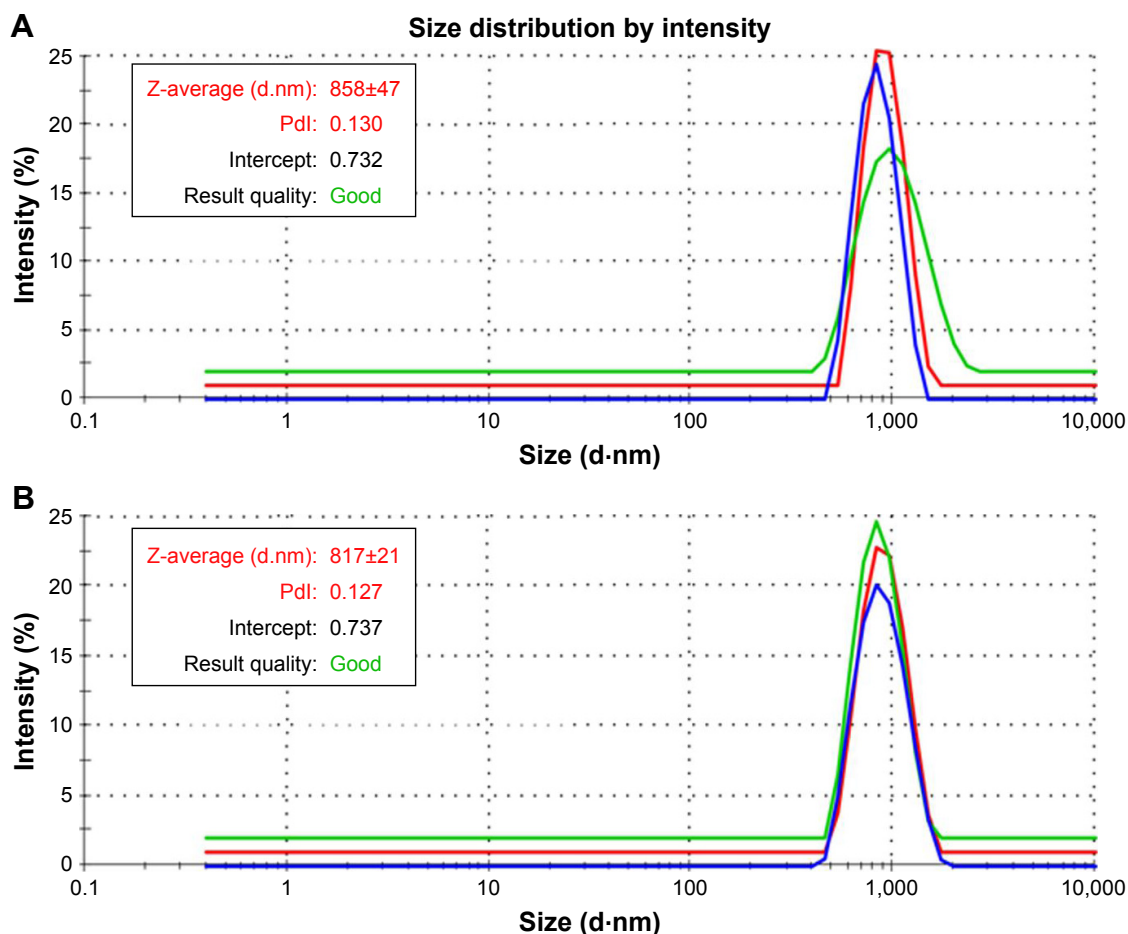 A
Size distribution by intensity
Intensity (%)
25
20
15
10
5
0
Z-average (d.nm): 858±47
PdI: 0.130
Intercept: 0.732
Result quality: Good
0.1 1 10 100 1,000 10,000
Size (d·nm)
B
Intensity (%)
25
20
15
10
5
0
Z-average (d.nm): 817±21
PdI: 0.127
Intercept: 0.737
Result quality: Good
0.1 1 10 100 1,000 10,000
Size (d·nm)